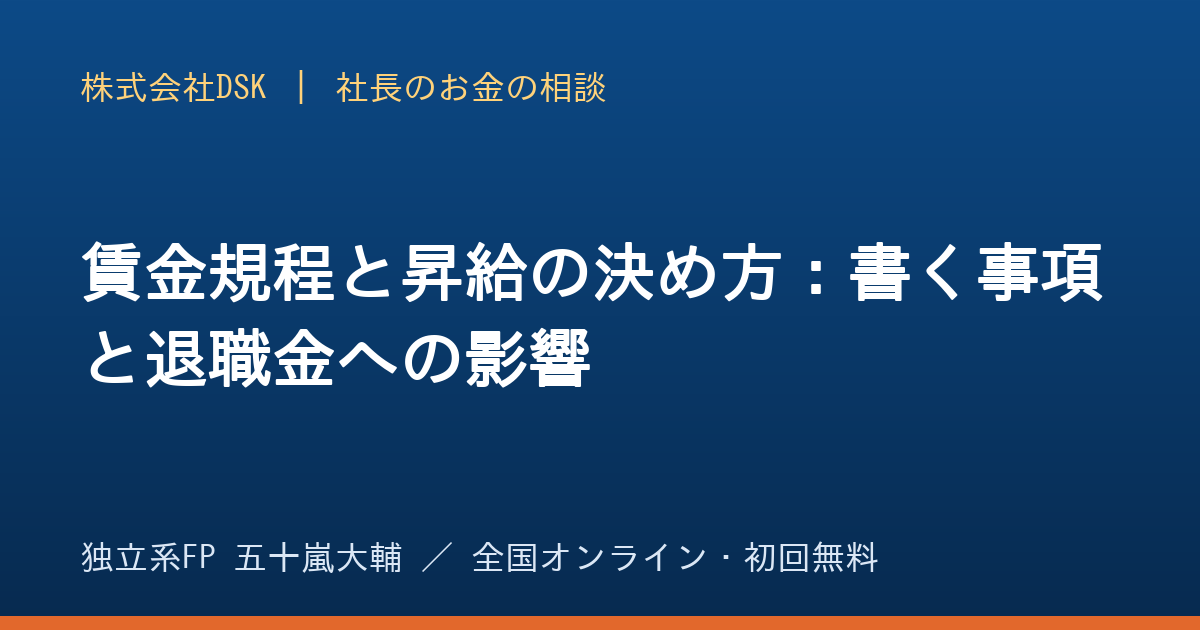 株式会社DSK ｜ 社長のお金の相談
賃金規程と昇給の決め方：書く事項
と退職金への影響
独立系FP 五十嵐大輔 ／ 全国オンライン・初回無料